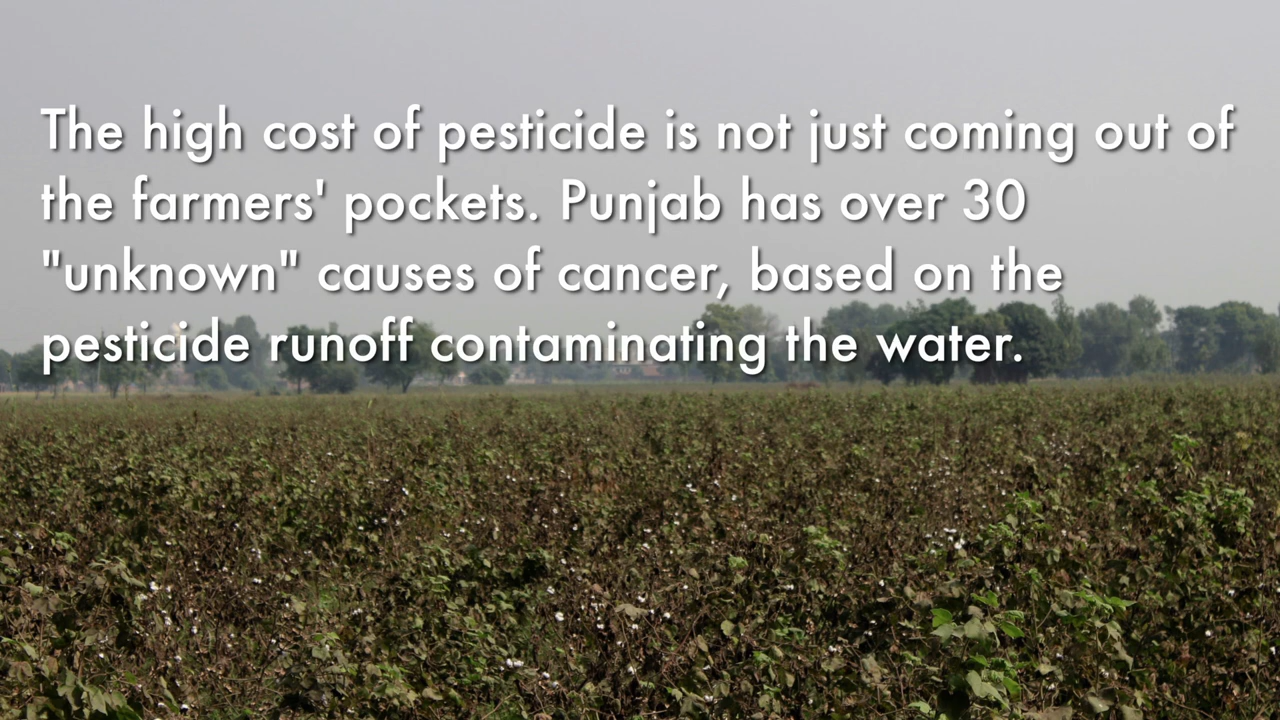 The high cost of pesticide is not just coming out of
the farmers' pockets. Punjab has over 30
"unknown" causes of cancer, based on the
pesticide runoff contaminating the water.